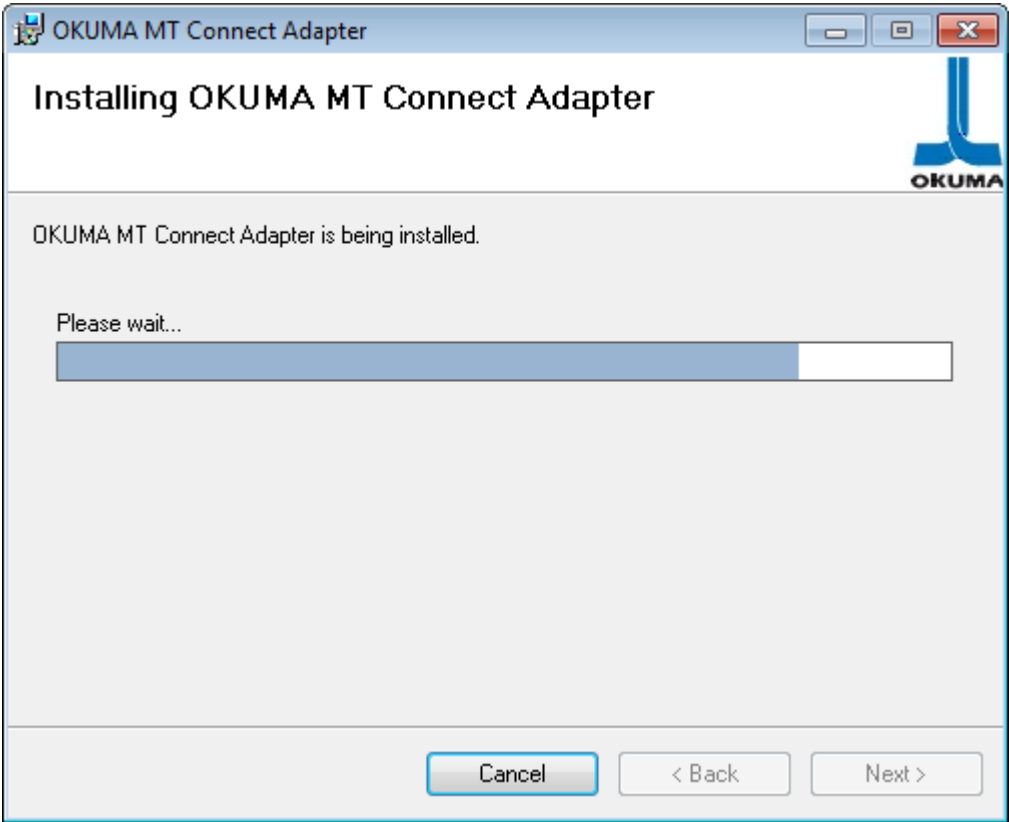 OKUMA MT Connect Adapter
Installing OKUMA MT Connect Adapter
OKUMA
OKUMA MT Connect Adapter is being installed.
Please wait...
Cancel
< Back
Next >